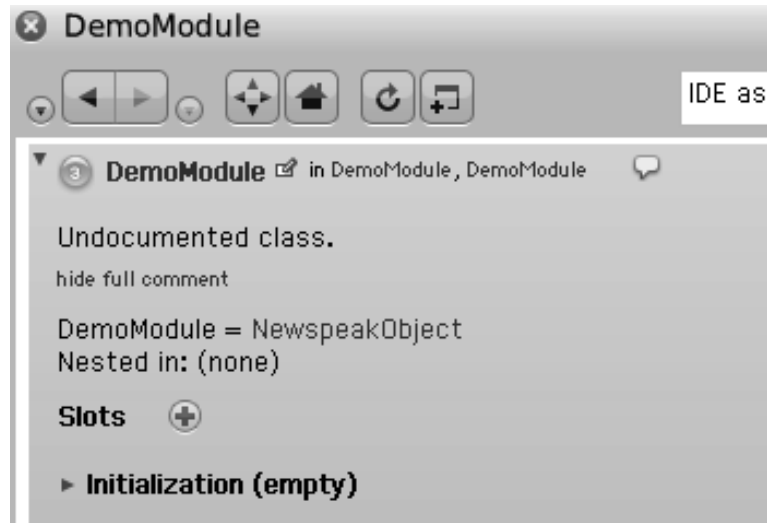 DemoModule
IDE as
3 DemoModule in DemoModule, DemoModule
Undocumented class.
hide full comment
DemoModule = NewspeakObject
Nested in: (none)
Slots
Initialization (empty)